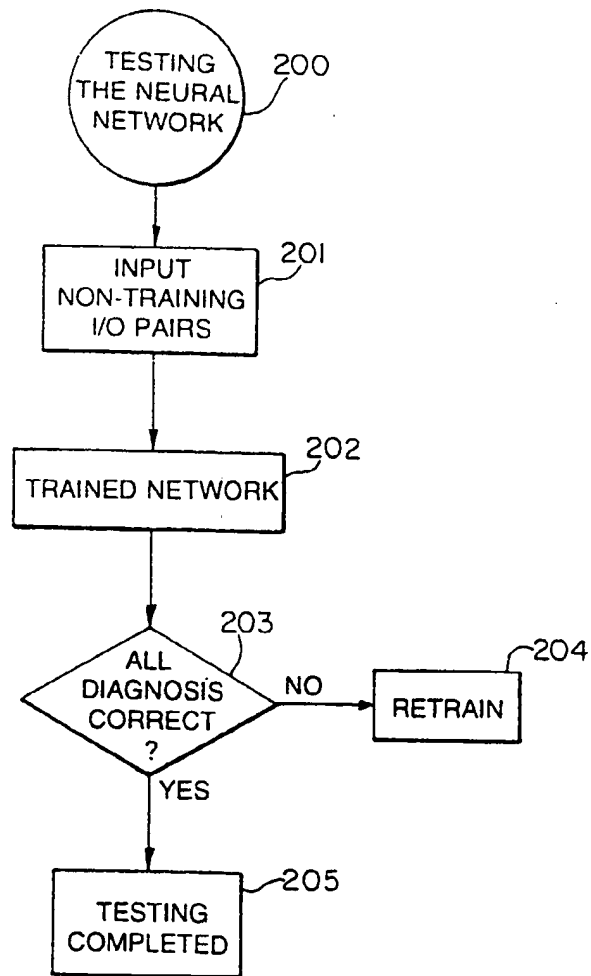 TESTING
THE NEURAL
NETWORK
200
INPUT
NON-TRAINING
I/O PAIRS
201
TRAINED NETWORK
202
ALL
DIAGNOSIS
CORRECT
?
203
NO
RETRAIN
204
YES
TESTING
COMPLETED
205